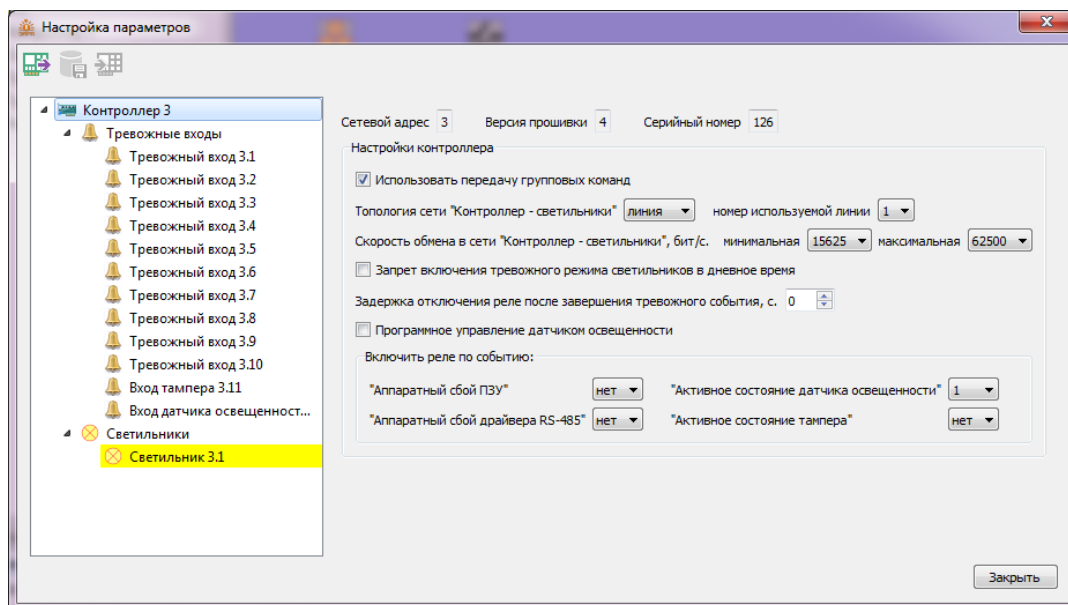 Настройка параметров
Контроллер 3
Тревожные входы
Тревожный вход 3.1
Тревожный вход 3.2
Тревожный вход 3.3
Тревожный вход 3.4
Тревожный вход 3.5
Тревожный вход 3.6
Тревожный вход 3.7
Тревожный вход 3.8
Тревожный вход 3.9
Тревожный вход 3.10
Вход тампера 3.11
Вход датчика освещенност...
Светильники
Светильник 3.1
Сетевой адрес 3 Версия прошивки 4 Серийный номер 126
Настройки контроллера
Использовать передачу групповых команд
Топология сети "Контроллер - светильники" линия номер используемой линии 1
Скорость обмена в сети "Контроллер - светильники", бит/с. минимальная 15625 максимальная 62500
Запрет включения тревожного режима светильников в дневное время
Задержка отключения реле после завершения тревожного события, с. 0
Программное управление датчиком освещенности
Включить реле по событию:
"Аппаратный сбой ПЗУ" нет "Активное состояние датчика освещенности" 1
"Аппаратный сбой драйвера RS-485" нет "Активное состояние тампера" нет
Закрыть